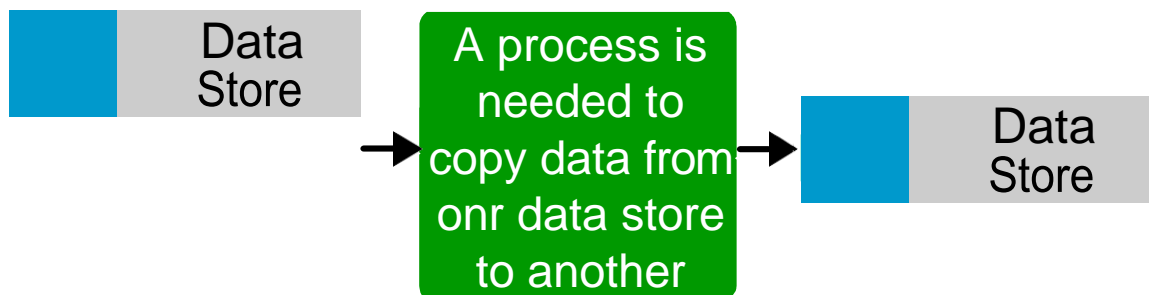 Data
Store
A process is
needed to
copy data from
onr data store
to another
Data
Store